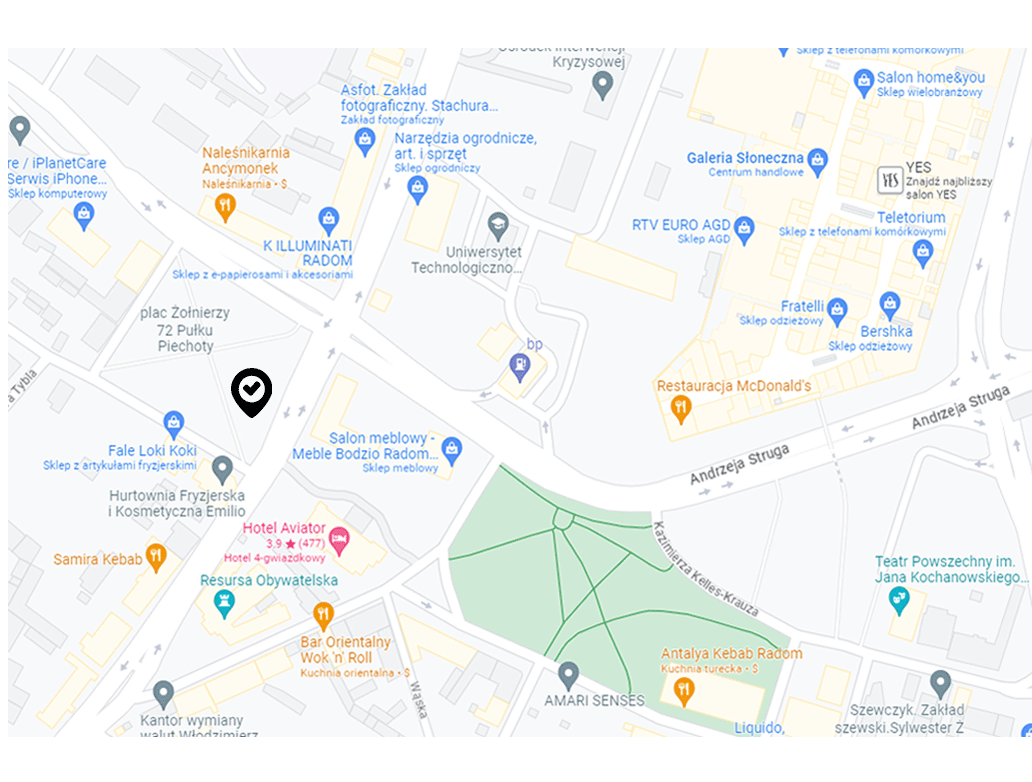 Ośrodek Interwencji
Kryzysowej
Sklep z telefonami komórkowymi
Salon home&you
Sklep wielobranżowy
Asfot. Zakład
fotograficzny. Stachura...
Zakład fotograficzny
Narzędzia ogrodnicze,
art. i sprzęt
Sklep ogrodniczy
re / iPlanetCare
Serwis iPhone...
Sklep komputerowy
Naleśnikarnia
Ancymonek
Naleśnikarnia • $
Galeria Słoneczna
Centrum handlowe
YES
YES
Znajdź najbliższy
salon YES
Teletorium
Sklep z telefonami komórkowymi
RTV EURO AGD
Sklep AGD
K ILLUMINATI
RADOM
Sklep z e-papierosami i akcesoriami
Uniwersytet
Technologiczno...
plac Żołnierzy
72 Pułku
Piechoty
Fratelli
Sklep odzieżowy
Bershka
Sklep odzieżowy
bp
a Tybla
Restauracja McDonald's
Andrzeja Struga
Andrzeja Struga
Fale Loki Koki
Sklep z artykułami fryzjerskimi
Salon meblowy -
Meble Bodzio Radom...
Sklep meblowy
Hurtownia Fryzjerska
i Kosmetyczna Emilio
Hotel Aviator
3.9 ★ (477)
Hotel 4-gwiazdkowy
Samira Kebab
Resursa Obywatelska
Kazimierza Kelles-Krauza
Teatr Powszechny im.
Jana Kochanowskiego...
Bar Orientalny
Wok 'n' Roll
Kuchnia orientalna • $
Antalya Kebab Radom
Kuchnia turecka • $
AMARI SENSES
Wąska
Kantor wymiany
walut Włodzimierz
Liquido,
Szewczyk. Zakład
szewski.Sylwester Ż